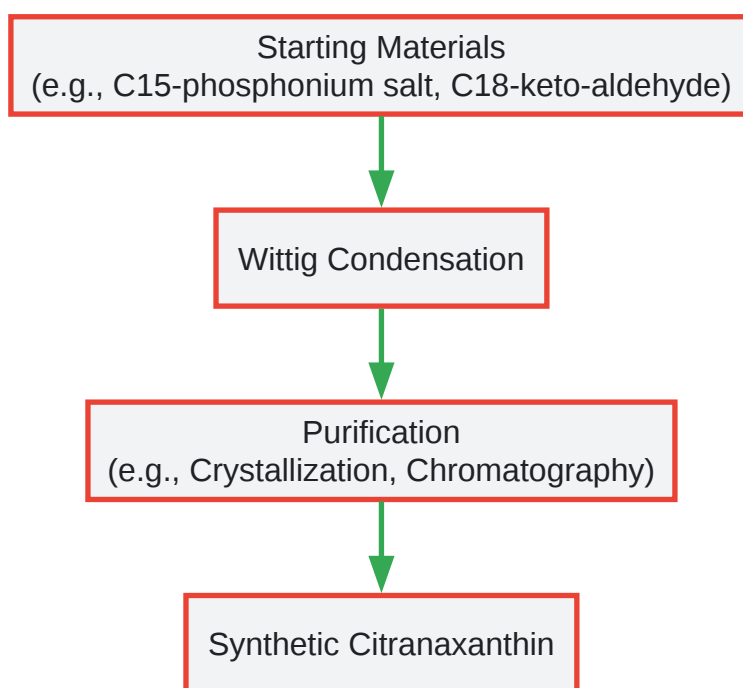 Starting Materials
(e.g., C15-phosphonium salt, C18-keto-aldehyde)
Wittig Condensation
Purification
(e.g., Crystallization, Chromatography)
Synthetic Citranaxanthin